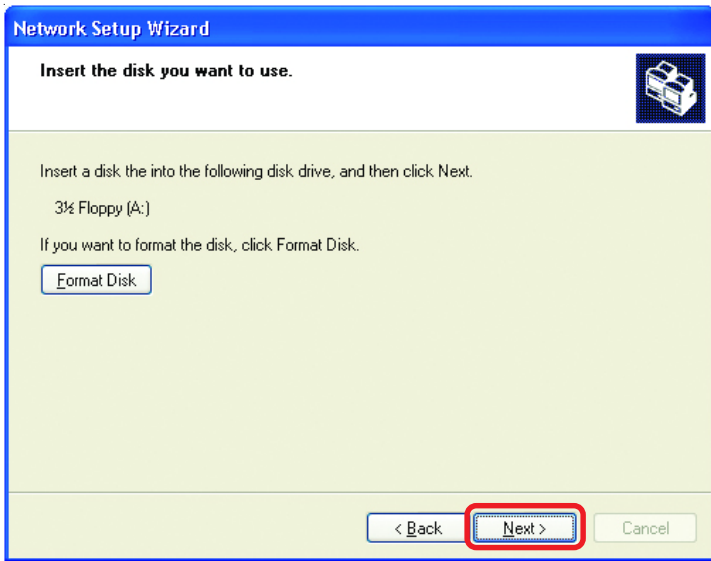 Network Setup Wizard
Insert the disk you want to use.
Insert a disk the into the following disk drive, and then click Next.
3½ Floppy (A:)
If you want to format the disk, click Format Disk.
Format Disk
< Back
Next >
Cancel